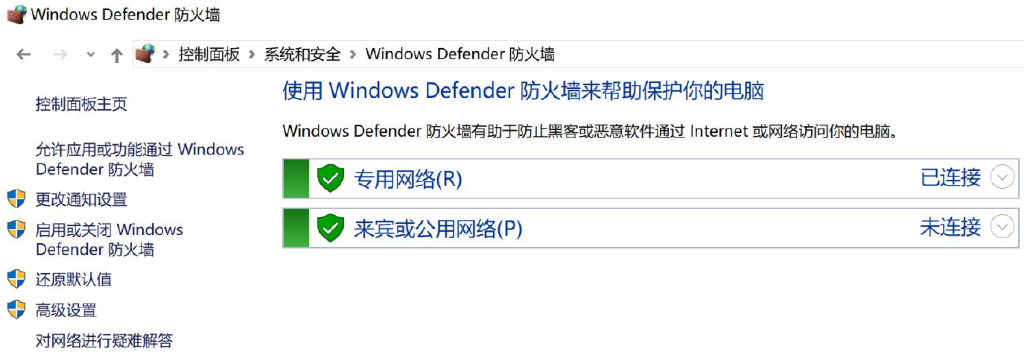 Windows Defender 防火墙
控制面板
系统和安全
Windows Defender 防火墙
控制面板主页
允许应用或功能通过 Windows
Defender 防火墙
更改通知设置
启用或关闭 Windows
Defender 防火墙
还原默认值
高级设置
对网络进行疑难解答
使用 Windows Defender 防火墙来帮助保护你的电脑
Windows Defender 防火墙有助于防止黑客或恶意软件通过 Internet 或网络访问你的电脑。
专用网络(R) 已连接
来宾或公用网络(P) 未连接